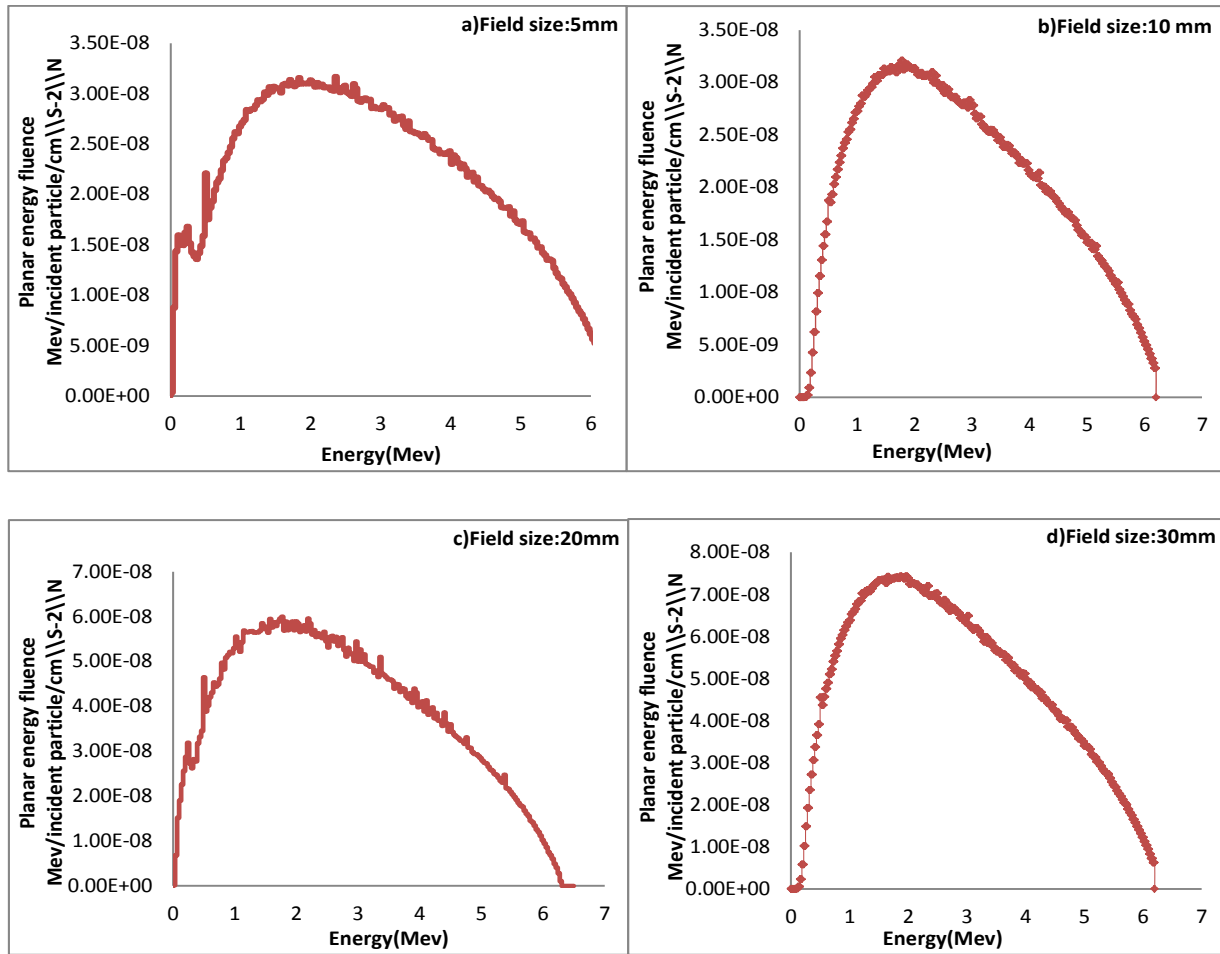 a)Field size:5mm
Planar energy fluence
Mev/incident particle/cm\\S-2\\N
3.50E-08
3.00E-08
2.50E-08
2.00E-08
1.50E-08
1.00E-08
5.00E-09
0.00E+00
0 1 2 3 4 5 6
Energy(Mev)
b)Field size:10 mm
Planar energy fluence
Mev/incident particle/cm\\S-2\\N
3.50E-08
3.00E-08
2.50E-08
2.00E-08
1.50E-08
1.00E-08
5.00E-09
0.00E+00
0 1 2 3 4 5 6 7
Energy(Mev)
c)Field size:20mm
Planar energy fluence
Mev/incident particle/cm\\S-2\\N
7.00E-08
6.00E-08
5.00E-08
4.00E-08
3.00E-08
2.00E-08
1.00E-08
0.00E+00
0 1 2 3 4 5 6 7
Energy(Mev)
d)Field size:30mm
Planar energy fluence
Mev/incident particle/cm\\S-2\\N
8.00E-08
7.00E-08
6.00E-08
5.00E-08
4.00E-08
3.00E-08
2.00E-08
1.00E-08
0.00E+00
0 1 2 3 4 5 6 7
Energy(Mev)